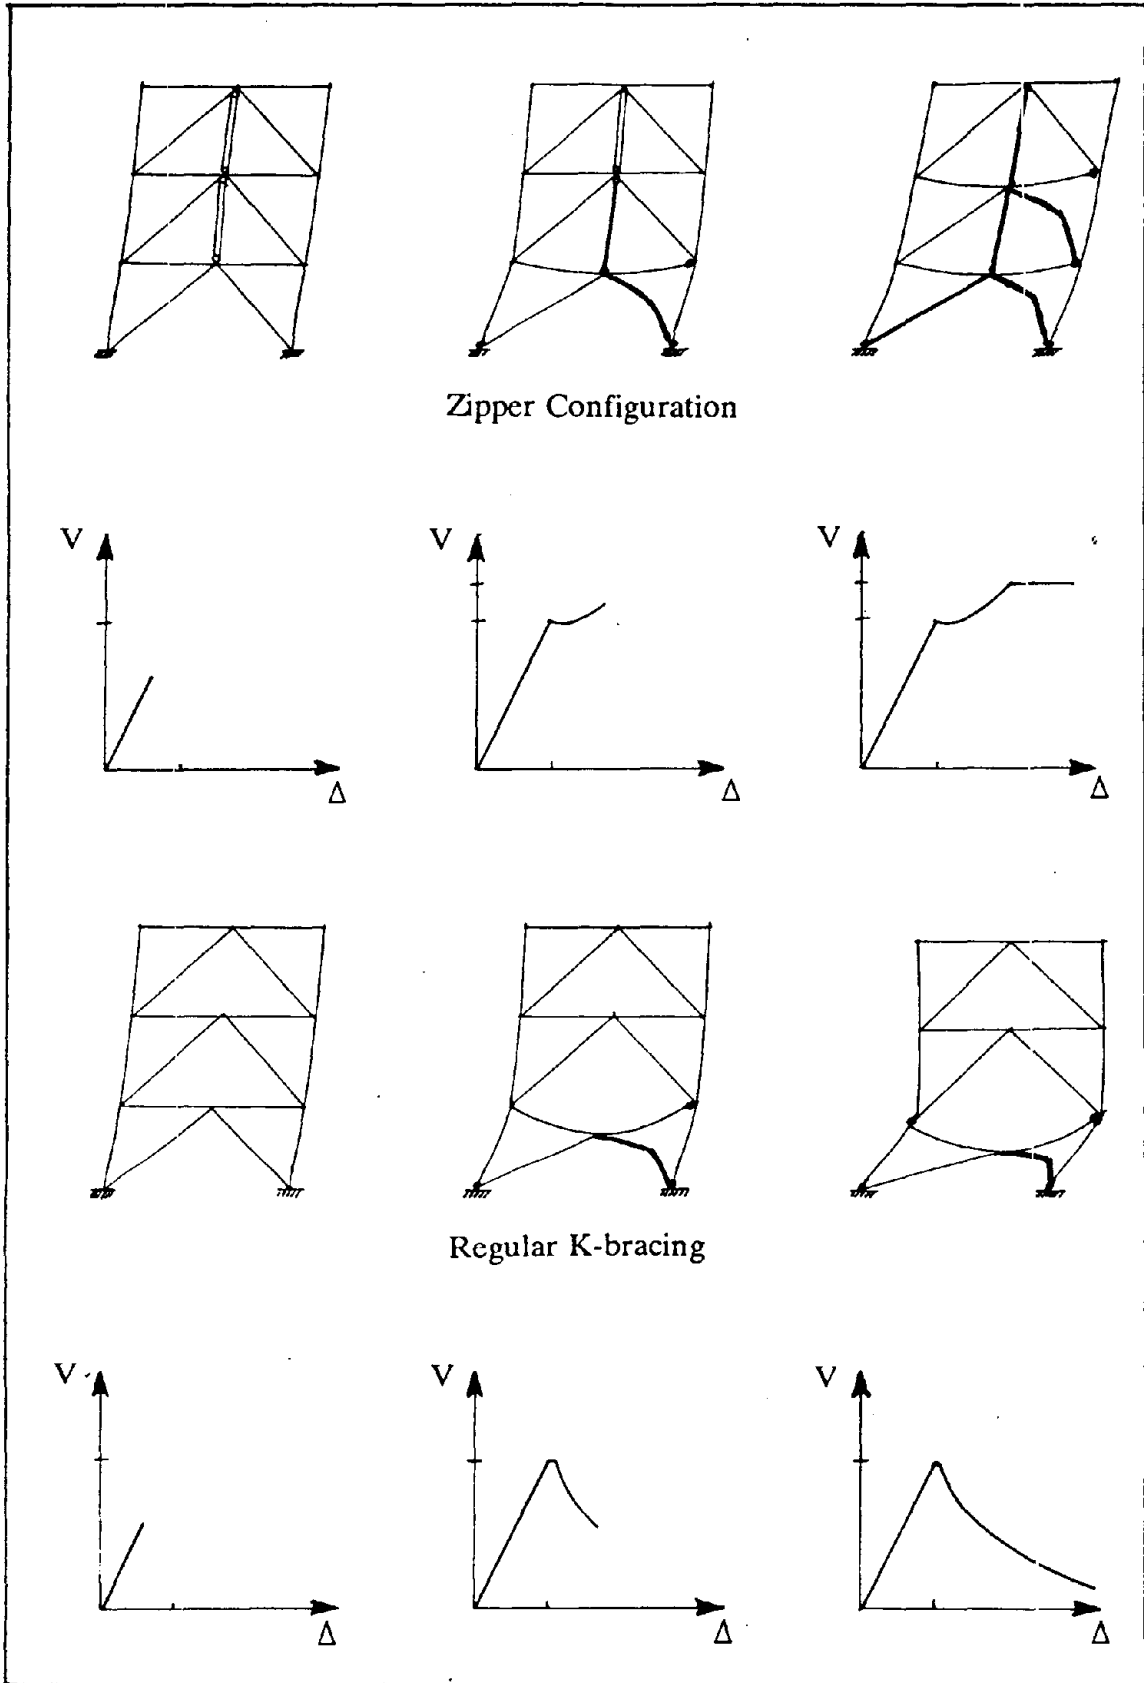 Zipper Configuration
V V V
Δ Δ Δ
Regular K-bracing
V V V
Δ Δ Δ